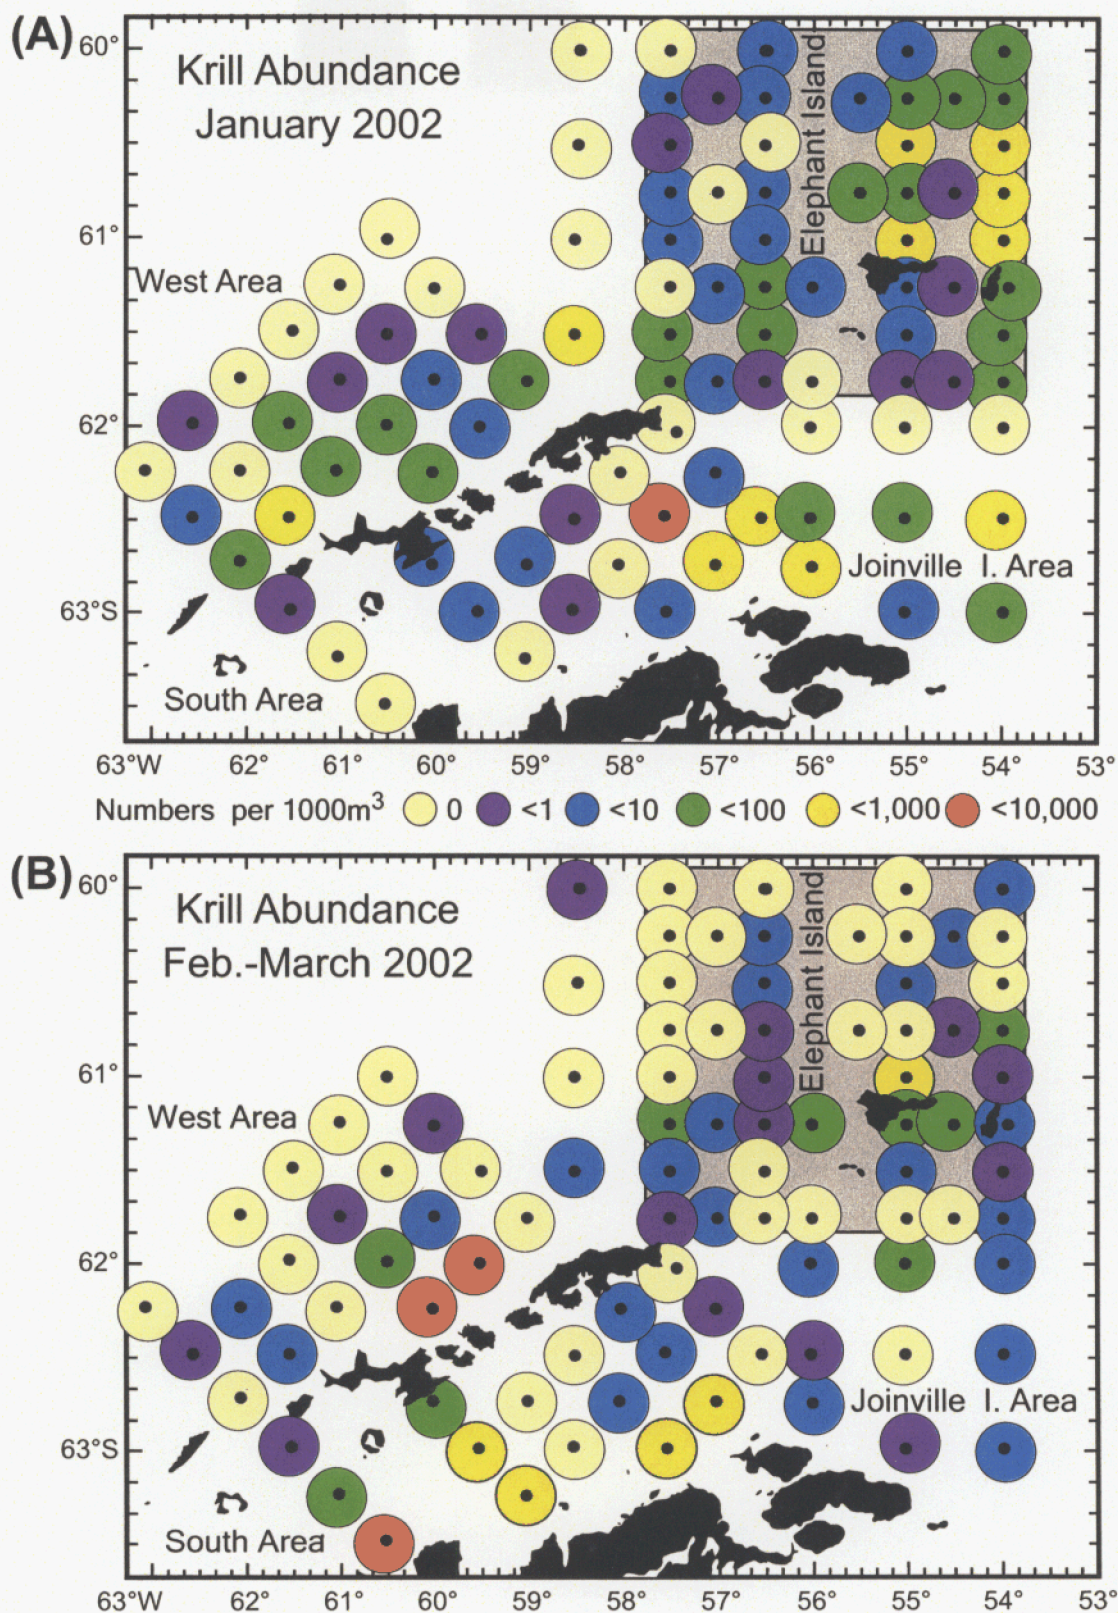 (A)
Krill Abundance
January 2002
60°
61°
62°
63°S
West Area
Elephant Island
Joinville I. Area
South Area
63°W 62° 61° 60° 59° 58° 57° 56° 55° 54° 53°
Numbers per 1000m³ 0 <1 <10 <100 <1,000 <10,000
(B)
Krill Abundance
Feb.-March 2002
60°
61°
62°
63°S
West Area
Elephant Island
Joinville I. Area
South Area
63°W 62° 61° 60° 59° 58° 57° 56° 55° 54° 53°